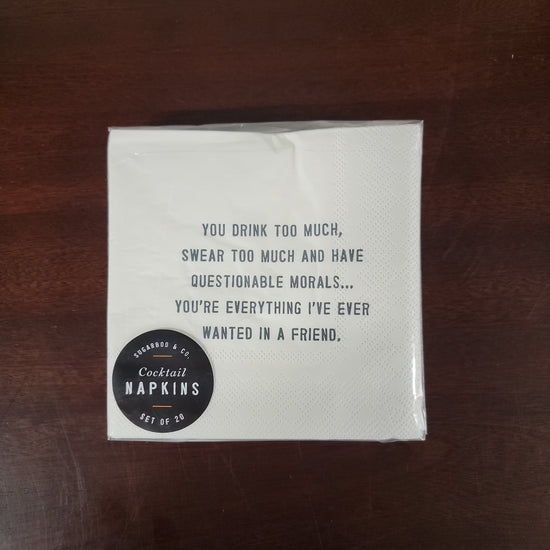 YOU DRINK TOO MUCH,
SWEAR TOO MUCH AND HAVE
QUESTIONABLE MORALS...
YOU'RE EVERYTHING I'VE EVER
WANTED IN A FRIEND.
SUGARBOO & CO.
Cocktail
NAPKINS
SET OF 20